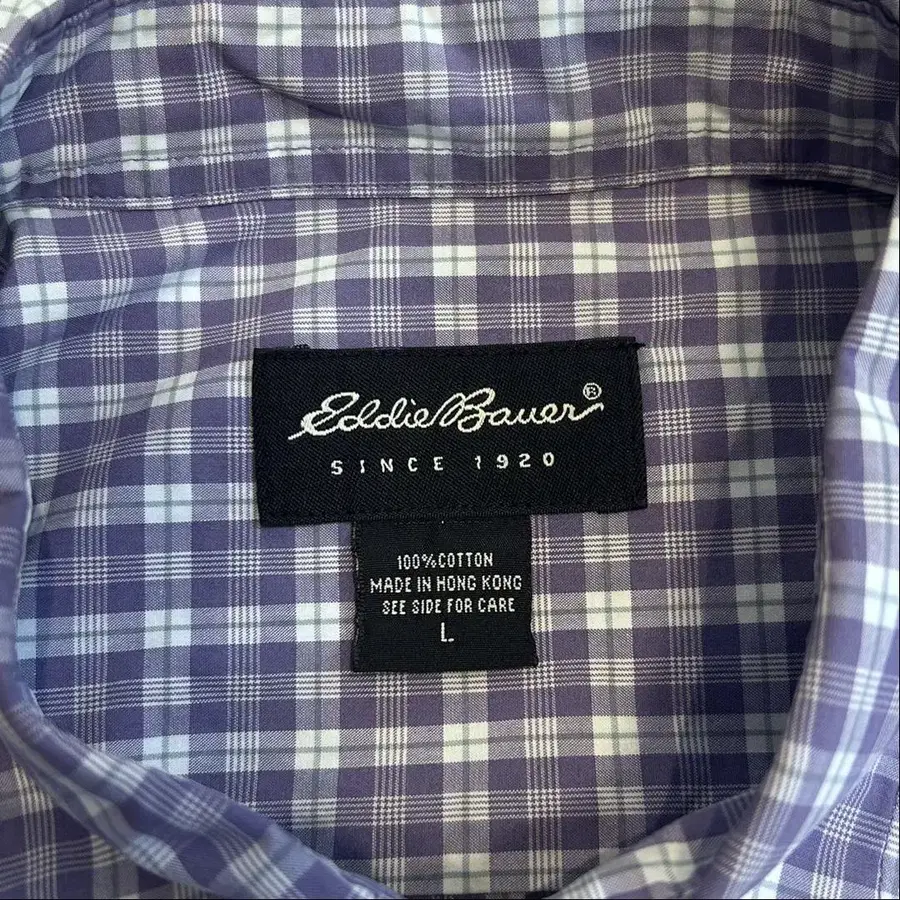 Eddie Bauer®
SINCE 1920
100% COTTON
MADE IN HONG KONG
SEE SIDE FOR CARE
L